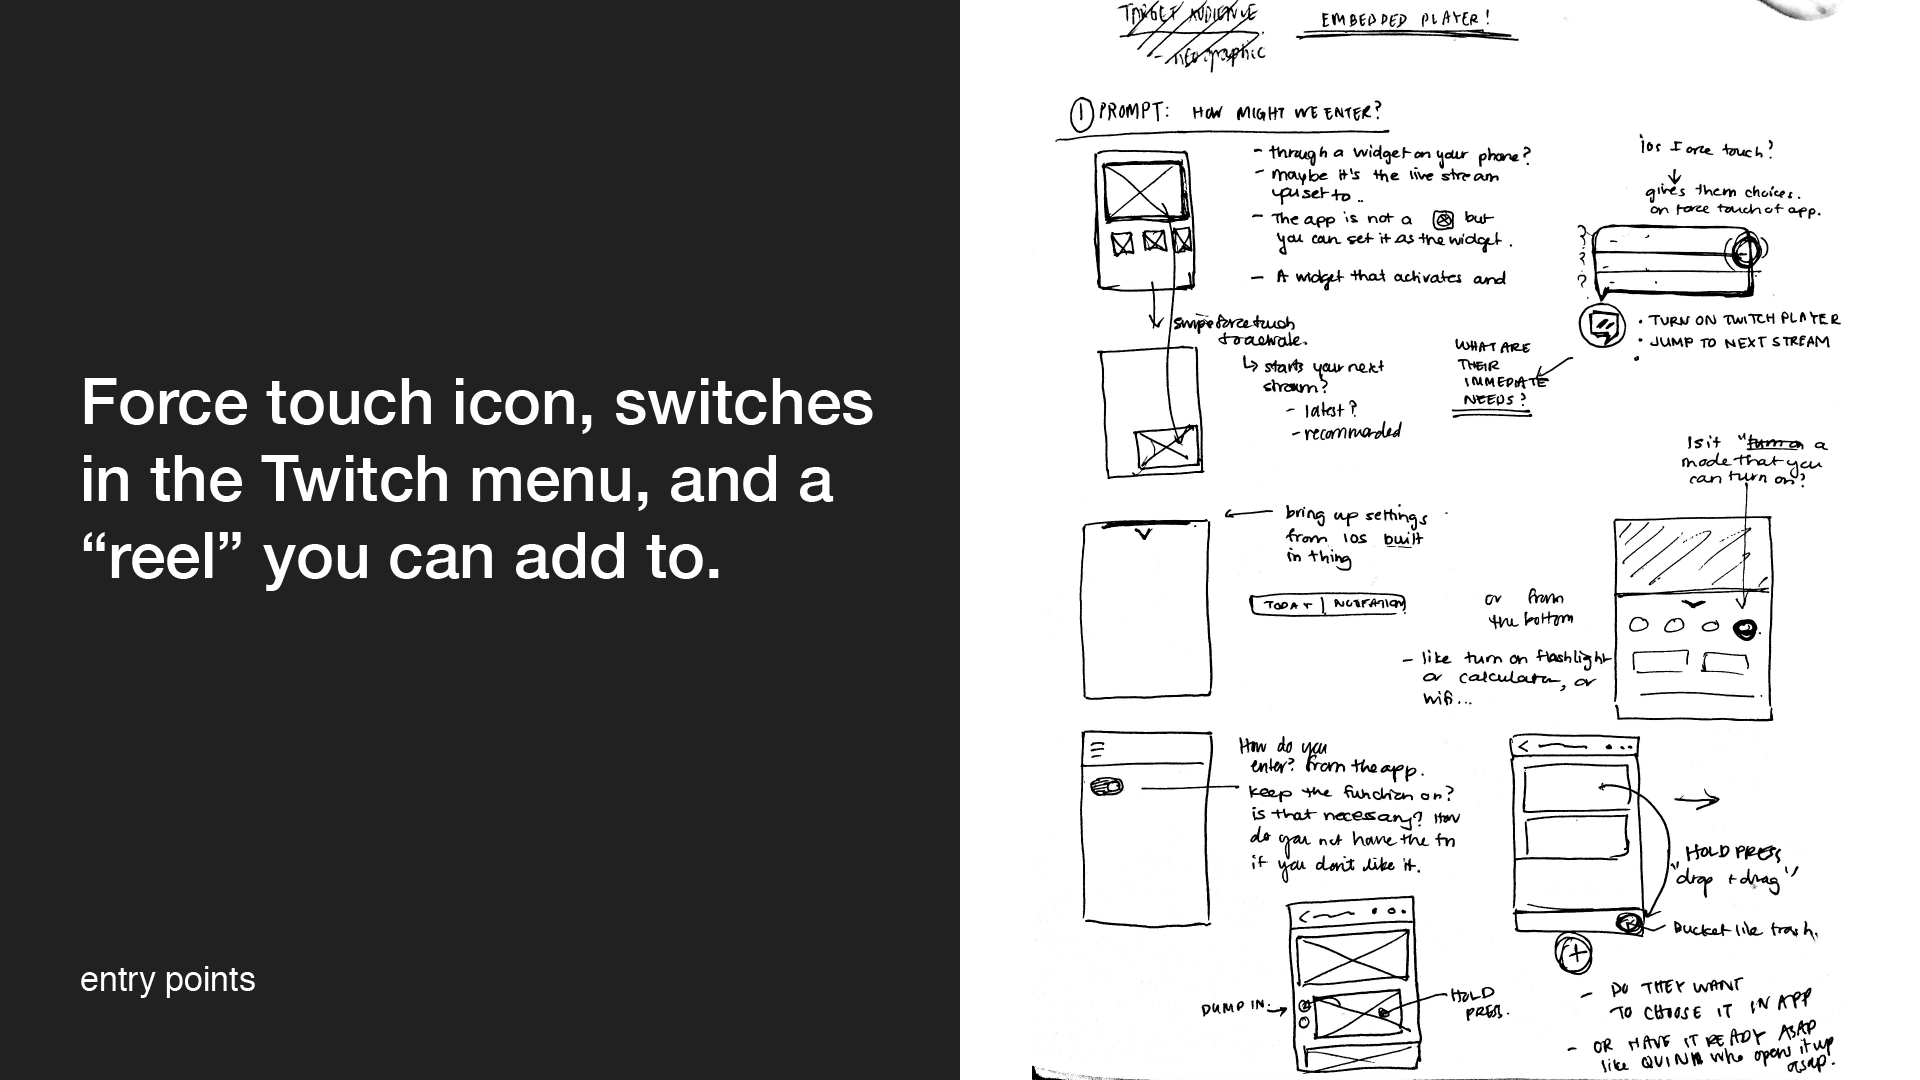 Force touch icon, switches
in the Twitch menu, and a
“reel” you can add to.
entry points
TARGET AUDIENCE
EMBEDDED PLAYER!
1 PROMPT: HOW MIGHT WE ENTER?
- through a widget on your phone?
- maybe it's the live stream
you set to..
- The app is not a but
you can set it as the widget.
- A widget that activates and
ios Force touch?
gives them choices.
on force touch of app.
?
?
?
• TURN ON TWITCH PLAYER
• JUMP TO NEXT STREAM
•
WHAT ARE
THEIR
IMMEDIATE
NEEDS?
swipe force touch
to activate.
↳ starts your next
stream?
- latest?
- recommended
Is it "turn on a
mode that you
can turn on?
bring up settings
from ios built
in thing
TODAY | NOTIFATION
or from
the bottom
- like turn on flashlight
or calculator, or
wifi...
How do you
enter? from the app.
keep the function on?
is that necessary? How
do you not have the fn
if you don't like it.
"HOLD PRESS
drop + drag"
Bucket like trash.
+
DUMP IN:
HOLD
PRESS.
- DO THEY WANT
TO CHOOSE IT IN APP
- OR HAVE IT READY ASAP
like QUINN who opens it up
asap!